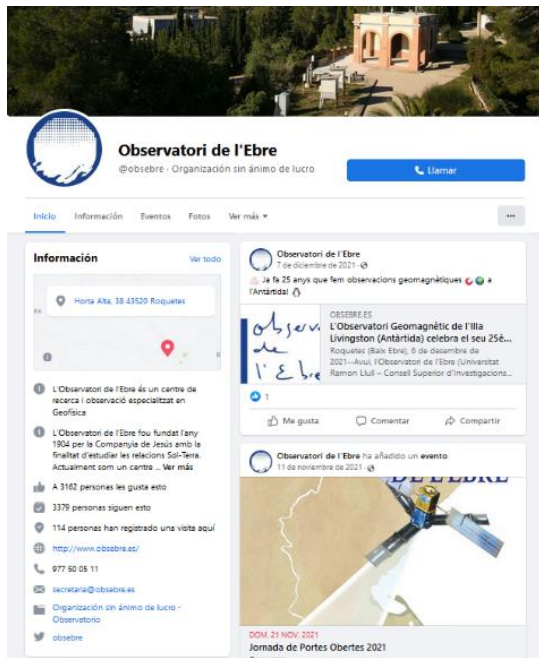 Observatori de l'Ebre
@obsebre · Organización sin ánimo de lucro
Llamar
Inicio Información Eventos Fotos Ver más
Información Ver todo
Horta Alta, 38 43520 Roquetes
L'Observatori de l'Ebre és un centre de
recerca i observació especialitzat en
Geofísica
L'Observatori de l'Ebre fou fundat l'any
1904 per la Companyia de Jesús amb la
finalitat d'estudiar les relacions Sol-Terra.
Actualment som un centre ... Ver más
A 3162 personas les gusta esto
3379 personas siguen esto
114 personas han registrado una visita aquí
http://www.obsebre.es/
977 50 05 11
secretaria@obsebre.es
Organización sin ánimo de lucro ·
Observatorio
obsebre
Observatori de l'Ebre
7 de diciembre de 2021 ·
Ja fa 25 anys que fem observacions geomagnètiques a
l'Antàrtida!
observ.
de
l'Ebre
OBSEBRE.ES
L'Observatori Geomagnètic de l'Illa
Livingston (Antàrtida) celebra el seu 25è...
Roquetes (Baix Ebre), 6 de desembre de
2021--Avui, l'Observatori de l'Ebre (Universitat
Ramon Llull – Consell Superior d'Investigacions...
1
Me gusta Comentar Compartir
Observatori de l'Ebre ha añadido un evento.
11 de noviembre de 2021 ·
DE L'EBRE
DOM, 21 NOV. 2021
Jornada de Portes Obertes 2021